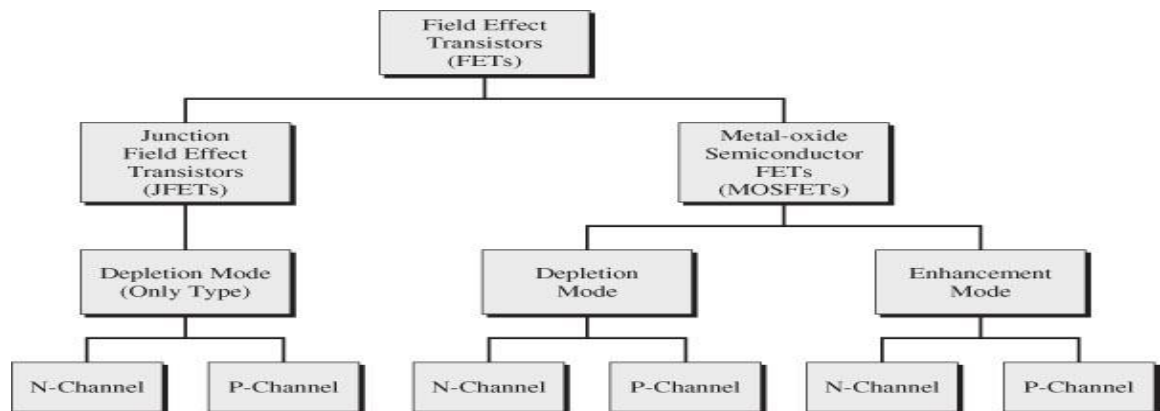 Field Effect
Transistors
(FETs)
Junction
Field Effect
Transistors
(JFETs)
Metal-oxide
Semiconductor
FETs
(MOSFETs)
Depletion Mode
(Only Type)
Depletion
Mode
Enhancement
Mode
N-Channel
P-Channel
N-Channel
P-Channel
N-Channel
P-Channel